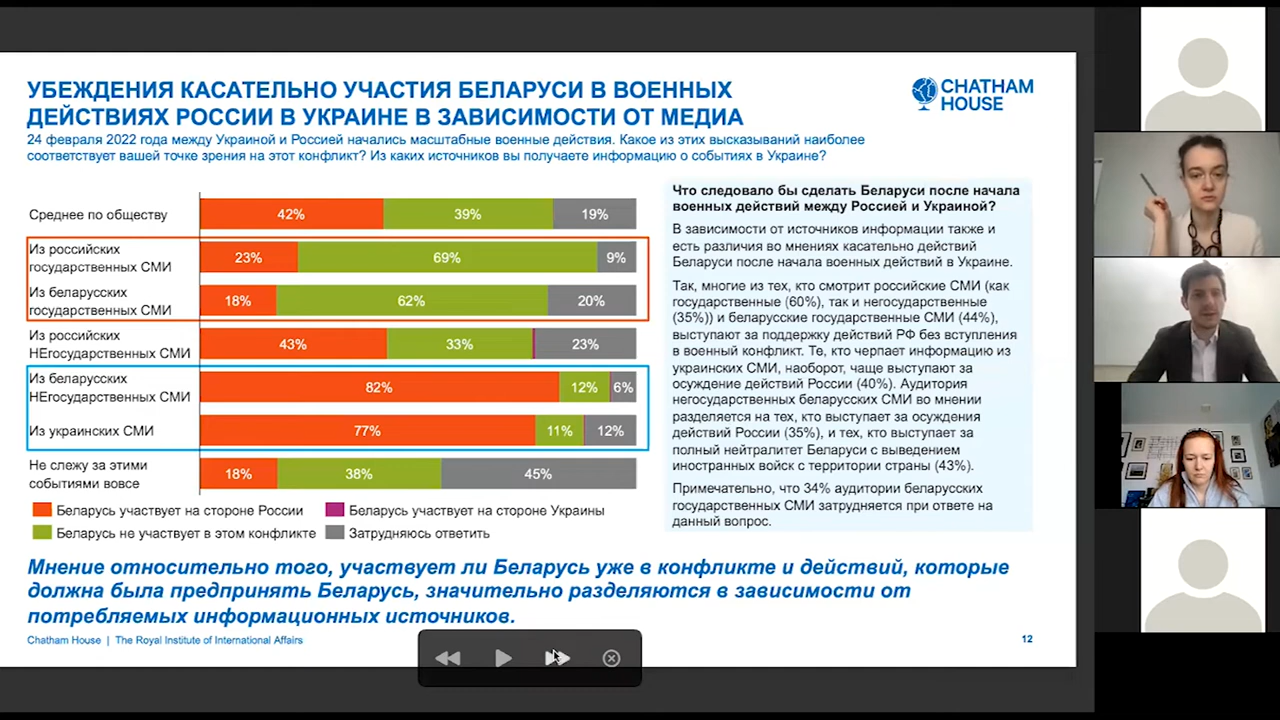 УБЕЖДЕНИЯ КАСАТЕЛЬНО УЧАСТИЯ БЕЛАРУСИ В ВОЕННЫХ
ДЕЙСТВИЯХ РОССИИ В УКРАИНЕ В ЗАВИСИМОСТИ ОТ МЕДИА
CHATHAM
HOUSE
24 февраля 2022 года между Украиной и Россией начались масштабные военные действия. Какое из этих высказываний наиболее
соответствует вашей точке зрения на этот конфликт? Из каких источников вы получаете информацию о событиях в Украине?
Среднее по обществу
42% 39% 19%
Из российских
государственных СМИ
23% 69% 9%
Из беларусских
государственных СМИ
18% 62% 20%
Из российских
НЕгосударственных СМИ
43% 33% 23%
Из беларусских
НЕгосударственных СМИ
82% 12% 6%
Из украинских СМИ
77% 11% 12%
Не слежу за этими
событиями вовсе
18% 38% 45%
Беларусь участвует на стороне России
Беларусь участвует на стороне Украины
Беларусь не участвует в этом конфликте
Затрудняюсь ответить
Что следовало бы сделать Беларуси после начала
военных действий между Россией и Украиной?
В зависимости от источников информации также и
есть различия во мнениях касательно действий
Беларуси после начала военных действий в Украине.
Так, многие из тех, кто смотрит российские СМИ (как
государственные (60%), так и негосударственные
(35%)) и беларусские государственные СМИ (44%),
выступают за поддержку действий РФ без вступления
в военный конфликт. Те, кто черпает информацию из
украинских СМИ, наоборот, чаще выступают за
осуждение действий России (40%). Аудитория
негосударственных беларусских СМИ во мнении
разделяется на тех, кто выступает за осуждения
действий России (35%), и тех, кто выступает за
полный нейтралитет Беларуси с выведением
иностранных войск с территории страны (43%).
Примечательно, что 34% аудитории беларусских
государственных СМИ затрудняется при ответе на
данный вопрос.
Мнение относительно того, участвует ли Беларусь уже в конфликте и действий, которые
должна была предпринять Беларусь, значительно разделяются в зависимости от
потребляемых информационных источников.
Chatham House | The Royal Institute of International Affairs
12